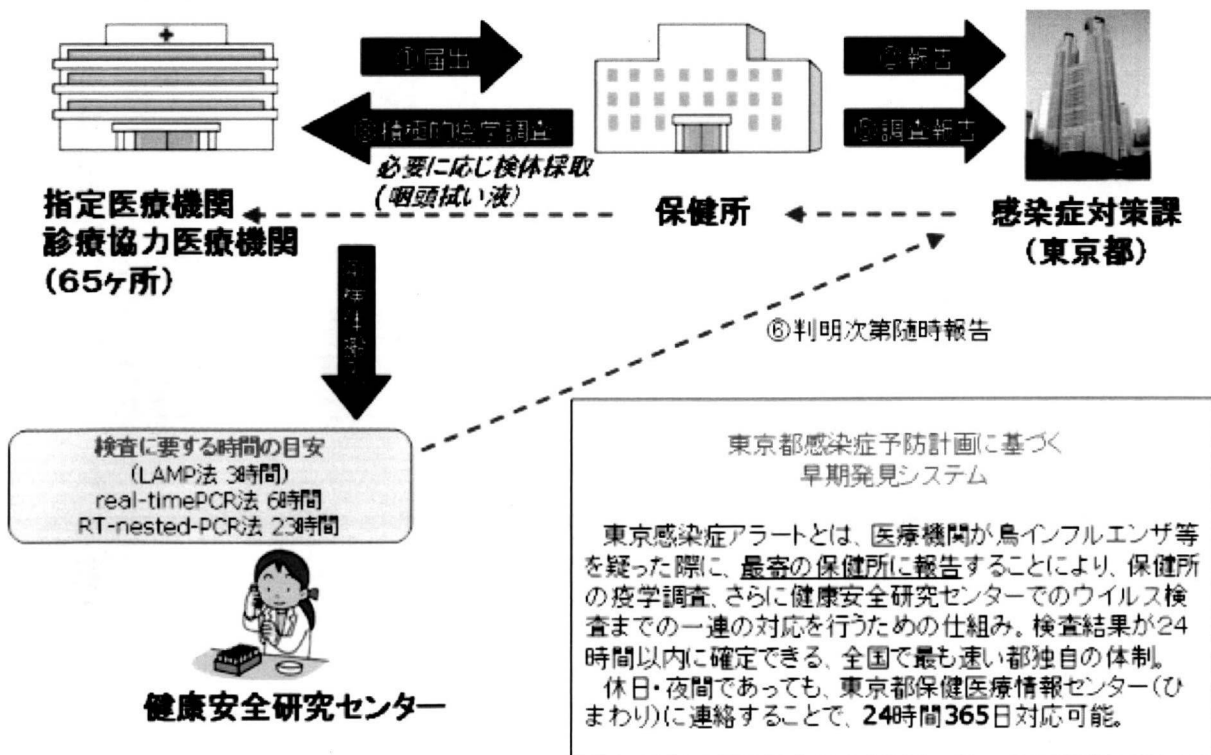 ①届出
②報告
③積極的疫学調査
⑤調査報告
必要に応じ検体採取
(咽頭拭い液)
指定医療機関
診療協力医療機関
(65ヶ所)
保健所
感染症対策課
(東京都)
⑥判明次第随時報告
検査に要する時間の目安
(LAMP法 3時間)
real-timePCR法 6時間
RT-nested-PCR法 23時間
健康安全研究センター
東京都感染症予防計画に基づく
早期発見システム
東京感染症アラートとは、医療機関が鳥インフルエンザ等
を疑った際に、最寄の保健所に報告することにより、保健所
の疫学調査、さらに健康安全研究センターでのウイルス検
査までの一連の対応を行うための仕組み。検査結果が24
時間以内に確定できる、全国で最も速い都独自の体制。
休日・夜間であっても、東京都保健医療情報センター(ひ
まわり)に連絡することで、24時間365日対応可能。